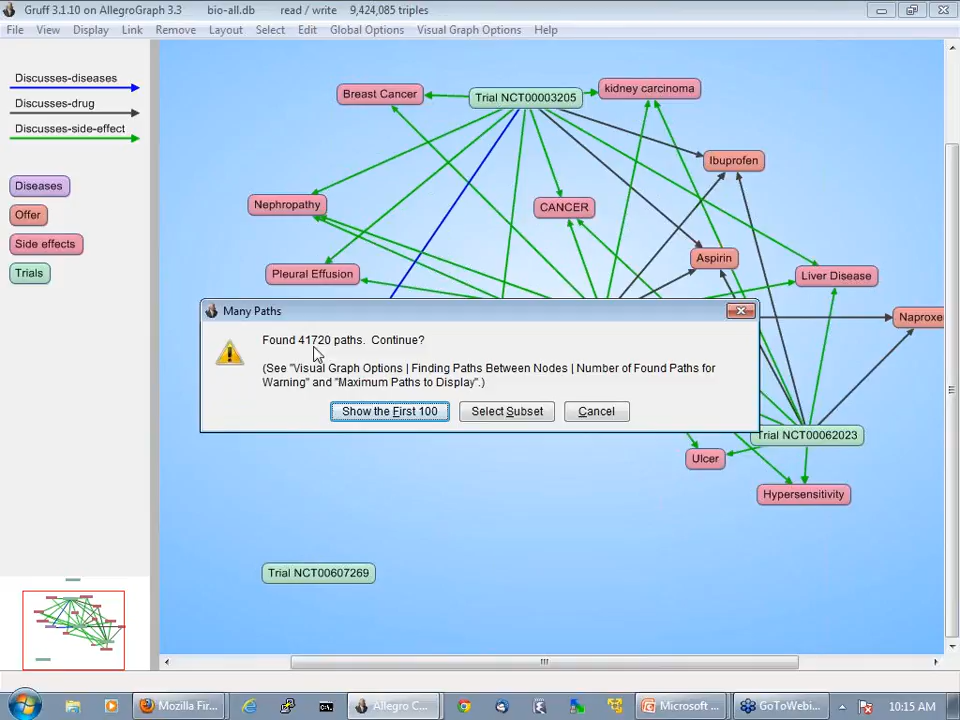 Gruff 3.1.10 on AllegroGraph 3.3 bio-all.db read / write 9,424,085 triples
File View Display Link Remove Layout Select Edit Global Options Visual Graph Options Help
Discusses-diseases
Discusses-drug
Discusses-side-effect
Diseases
Offer
Side effects
Trials
Breast Cancer
Trial NCT00003205
kidney carcinoma
Ibuprofen
Nephropathy
CANCER
Aspirin
Pleural Effusion
Liver Disease
Naproxe
Many Paths
Found 41720 paths. Continue?
(See "Visual Graph Options | Finding Paths Between Nodes | Number of Found Paths for
Warning" and "Maximum Paths to Display".)
Show the First 100 Select Subset Cancel
Trial NCT00062023
Ulcer
Hypersensitivity
Trial NCT00607269
Mozilla Fir... Allegro C... Microsoft ... GoToWebi... 10:15 AM